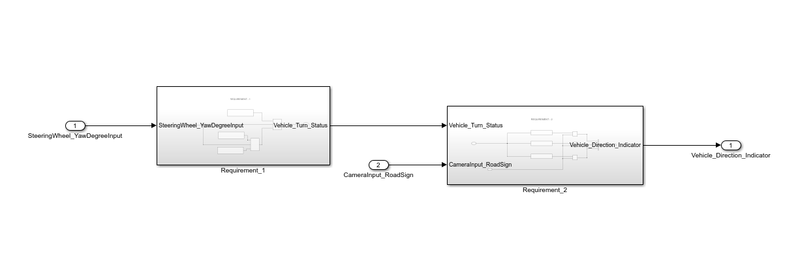 1
SteeringWheel_YawDegreeInput
SteeringWheel_YawDegreeInput
Vehicle_Turn_Status
Requirement_1
2
CameraInput_RoadSign
Vehicle_Turn_Status
CameraInput_RoadSign
Vehicle_Direction_Indicator
Requirement_2
1
Vehicle_Direction_Indicator